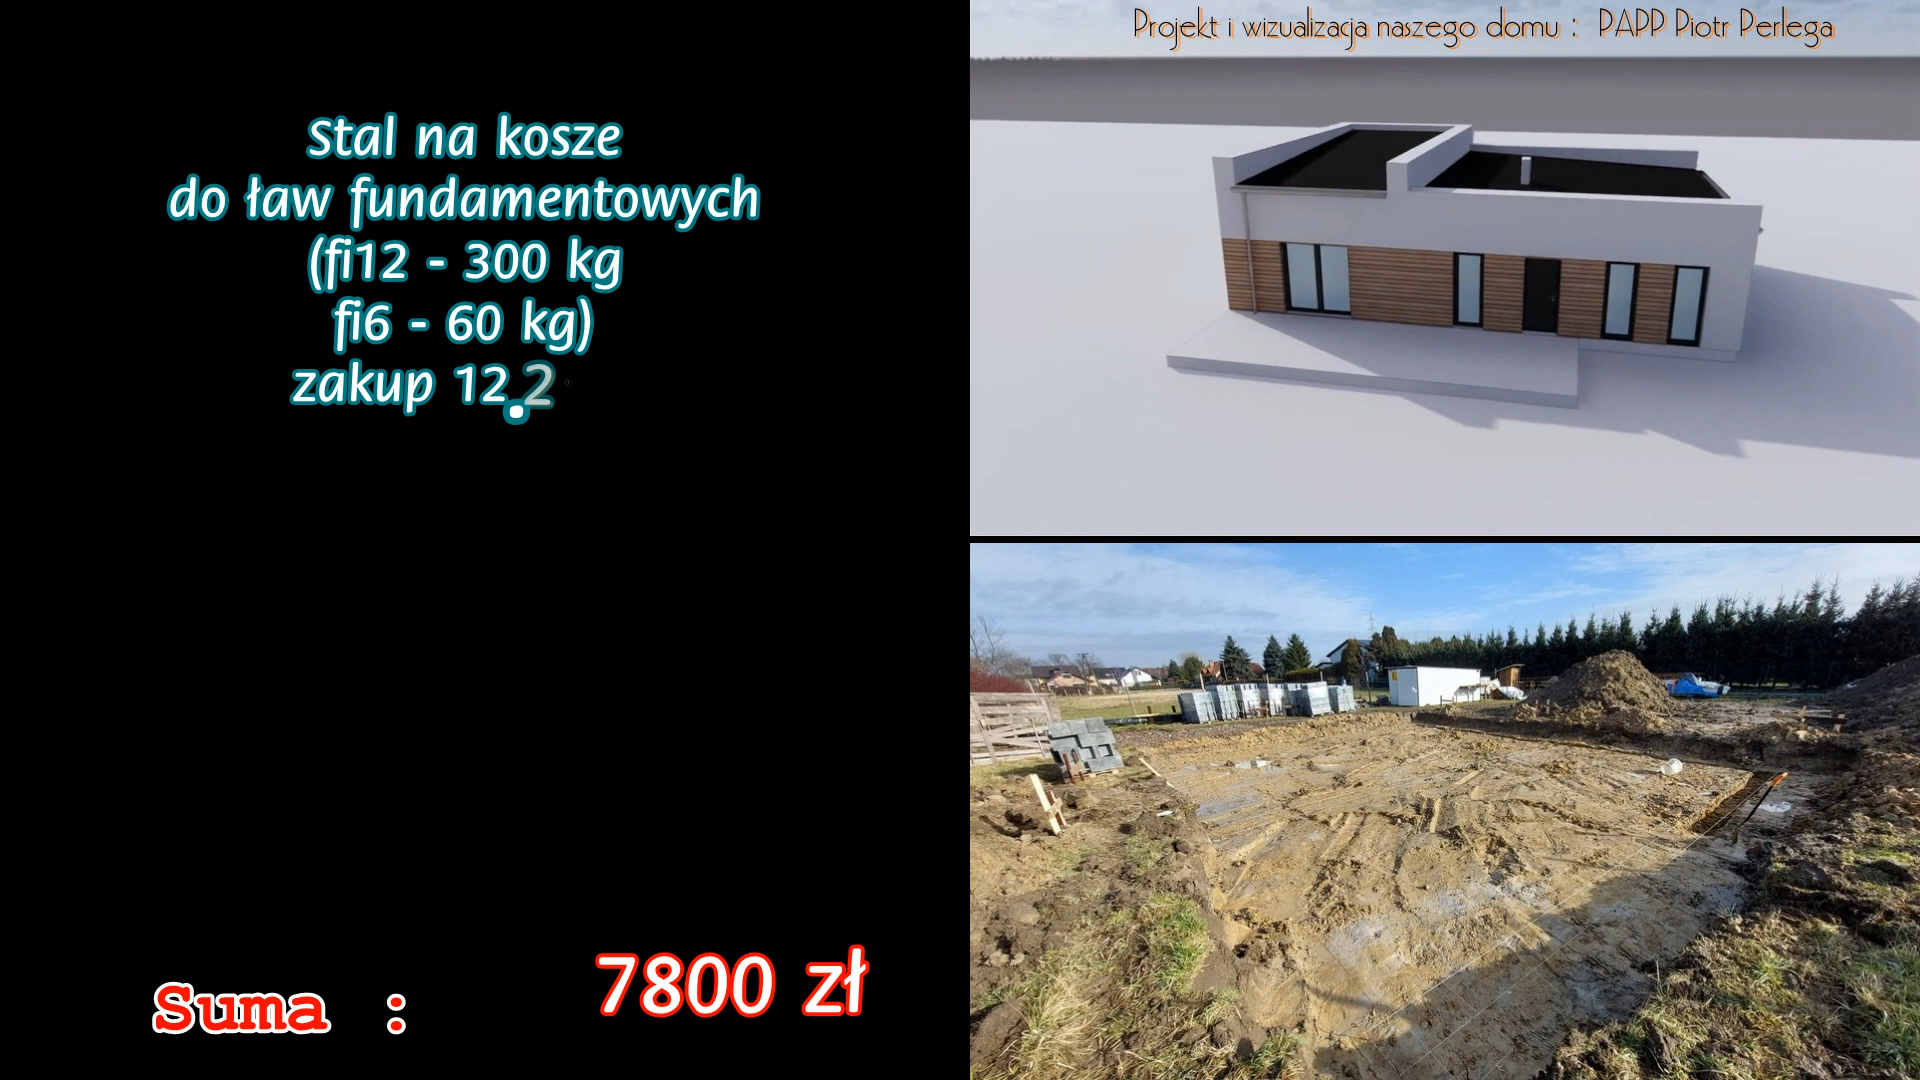 Stal na kosze
do ław fundamentowych
(fi12 - 300 kg
fi6 - 60 kg)
zakup 12.2
Suma :
7800 zł
Projekt i wizualizacja naszego domu : PAPP Piotr Perlega